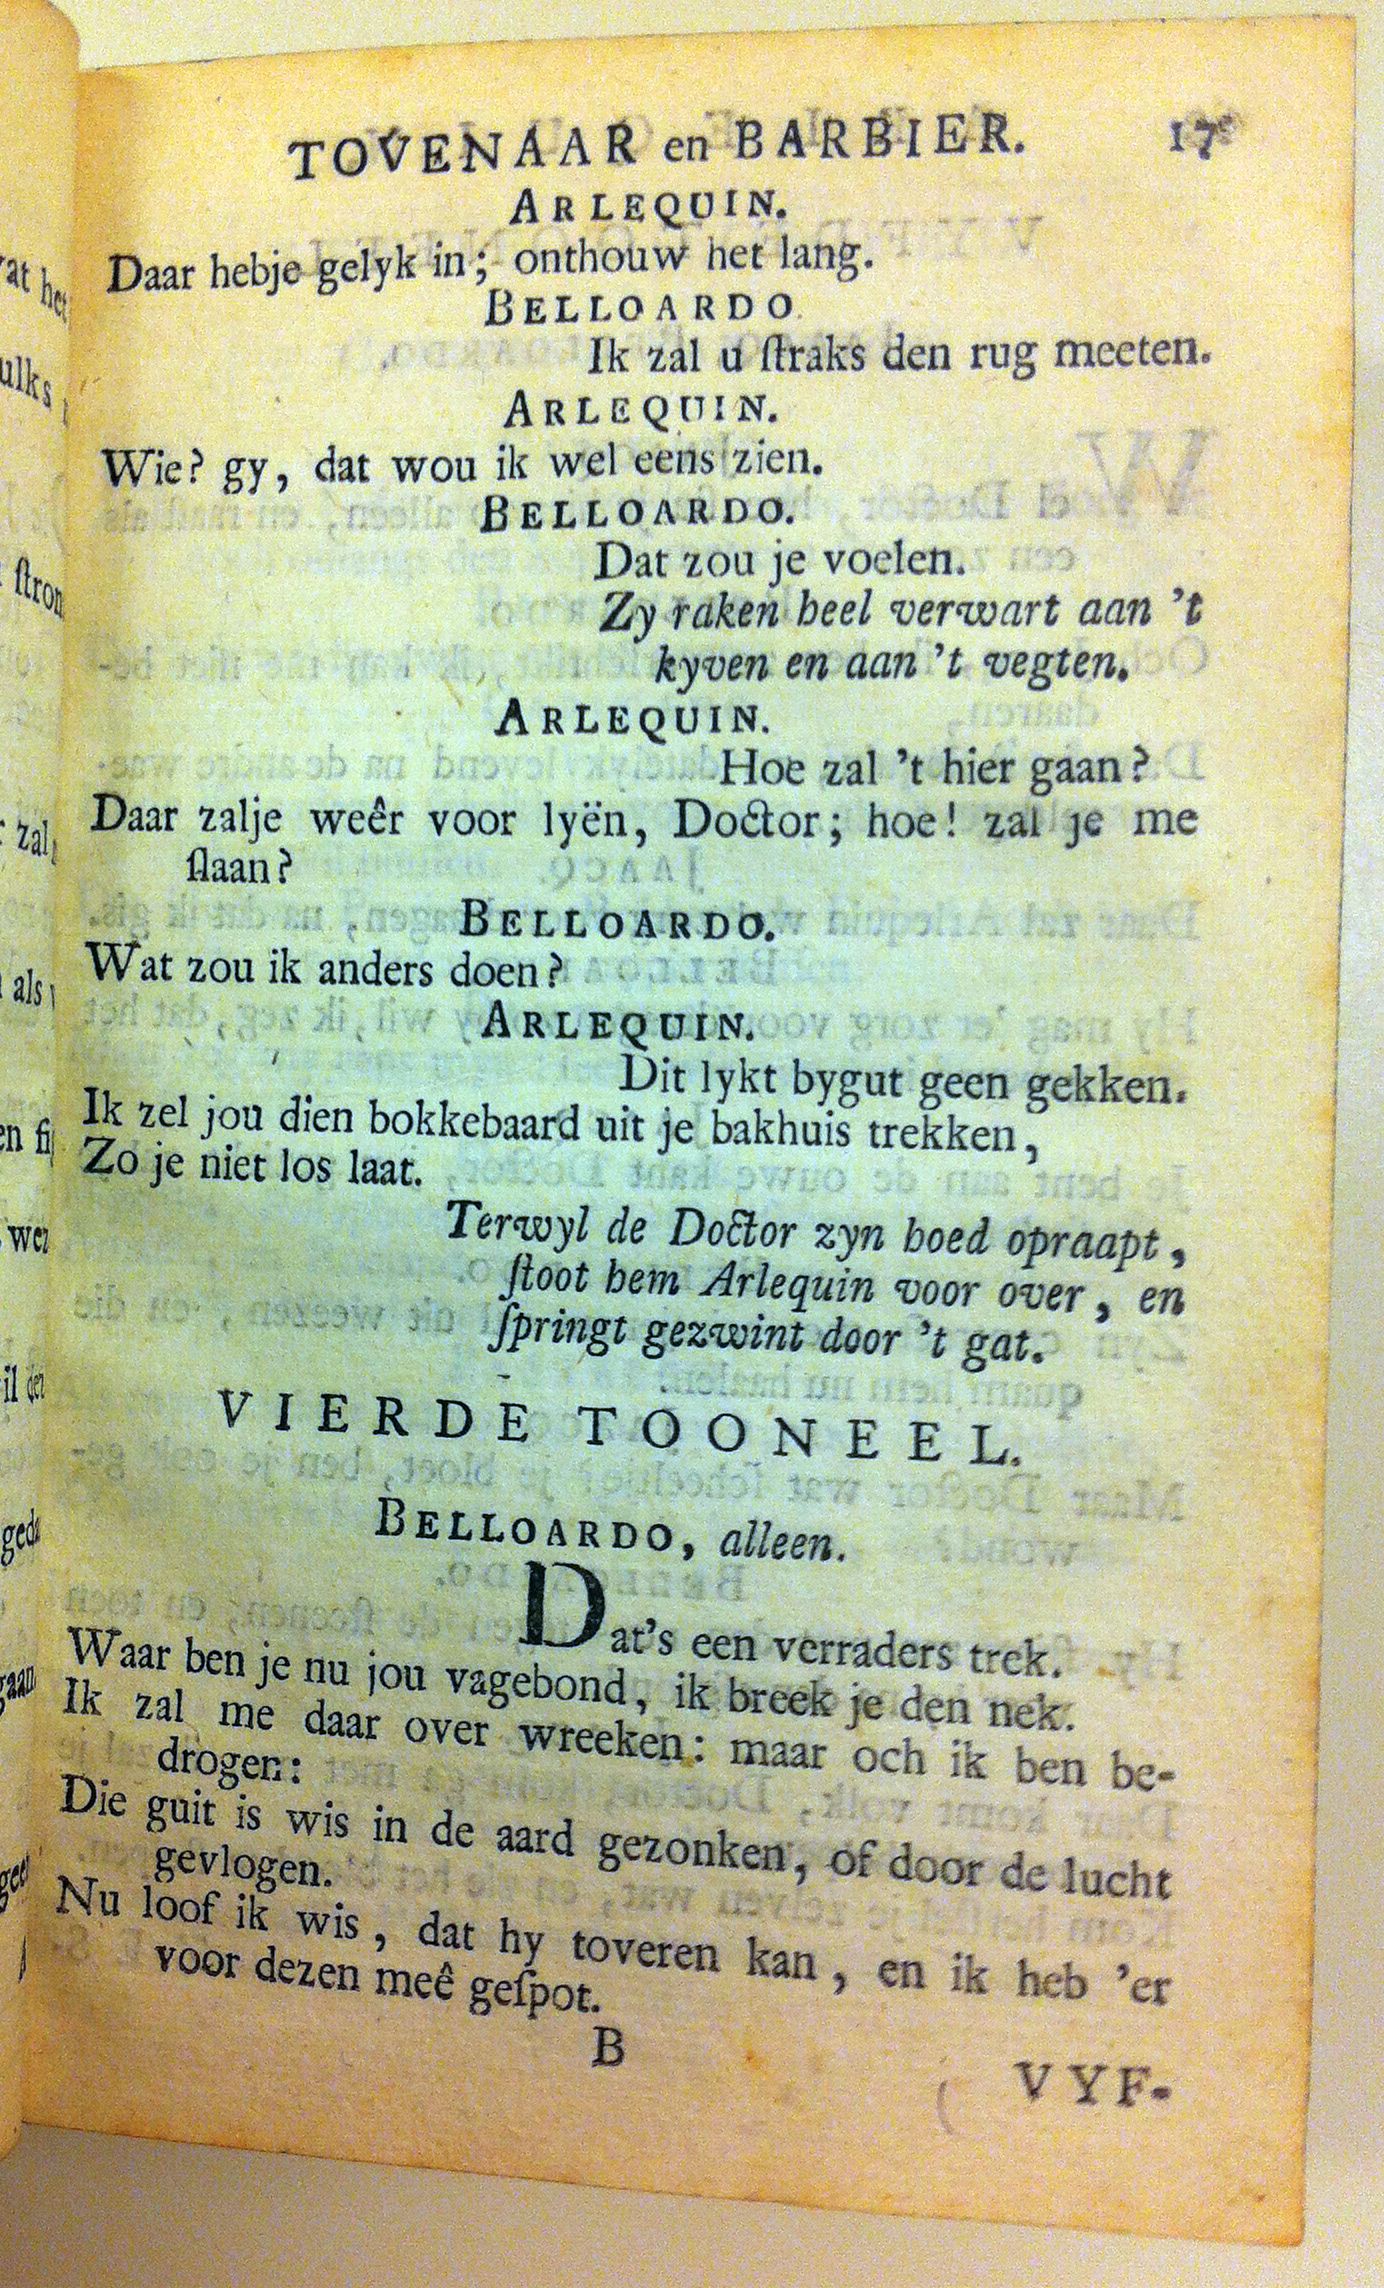 TOVENAAR en BARBIER. 17
ARLEQUIN.
Daar hebje gelyk in; onthouw het lang.
BELLOARDO.
Ik zal u ſtraks den rug meeten.
ARLEQUIN.
Wie? gy, dat wou ik wel eens zien.
BELLOARDO.
Dat zou je voelen.
Zy raken heel verwart aan 't
kyven en aan 't vegten.
ARLEQUIN.
Hoe zal 't hier gaan?
Daar zalje weêr voor lyën, Doctor; hoe! zal je me
ſlaan?
BELLOARDO.
Wat zou ik anders doen?
ARLEQUIN.
Dit lykt bygut geen gekken.
Ik zel jou dien bokkebaard uit je bakhuis trekken,
Zo je niet los laat.
Terwyl de Doctor zyn hoed opraapt,
ſtoot hem Arlequin voor over, en
ſpringt gezwint door 't gat.
VIERDE TOONEEL.
BELLOARDO, alleen.
Dat's een verraders trek.
Waar ben je nu jou vagebond, ik breek je den nek.
Ik zal me daar over wreeken: maar och ik ben be-
drogen:
Die guit is wis in de aard gezonken, of door de lucht
gevlogen.
Nu loof ik wis, dat hy toveren kan, en ik heb 'er
voor dezen meê geſpot.
B
VYF-